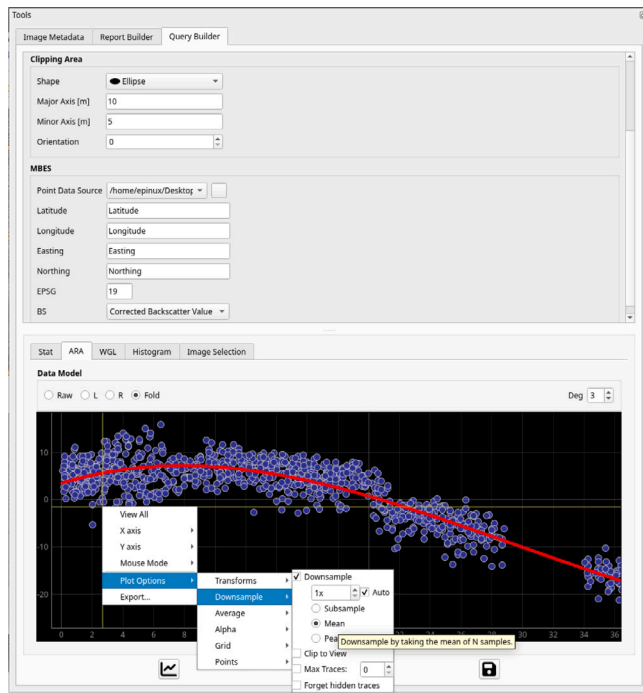 Tools
Image Metadata Report Builder Query Builder
Clipping Area
Shape Ellipse
Major Axis [m] 10
Minor Axis [m] 5
Orientation 0
MBES
Point Data Source /home/epinux/Desktop
Latitude Latitude
Longitude Longitude
Easting Easting
Northing Northing
EPSG 19
BS Corrected Backscatter Value
Stat ARA WGL Histogram Image Selection
Data Model
Raw L R Fold Deg 3
10
0
-10
-20
View All
X axis
Y axis
Mouse Mode
Plot Options
Export...
Transforms
Downsample
Average
Alpha
Grid
Points
Downsample
1x Auto
Subsample
Mean
Pea
Downsample by taking the mean of N samples.
Clip to View
Max Traces: 0
Forget hidden traces
0 2 4 6 8 22 24 26 28 30 32 34 36